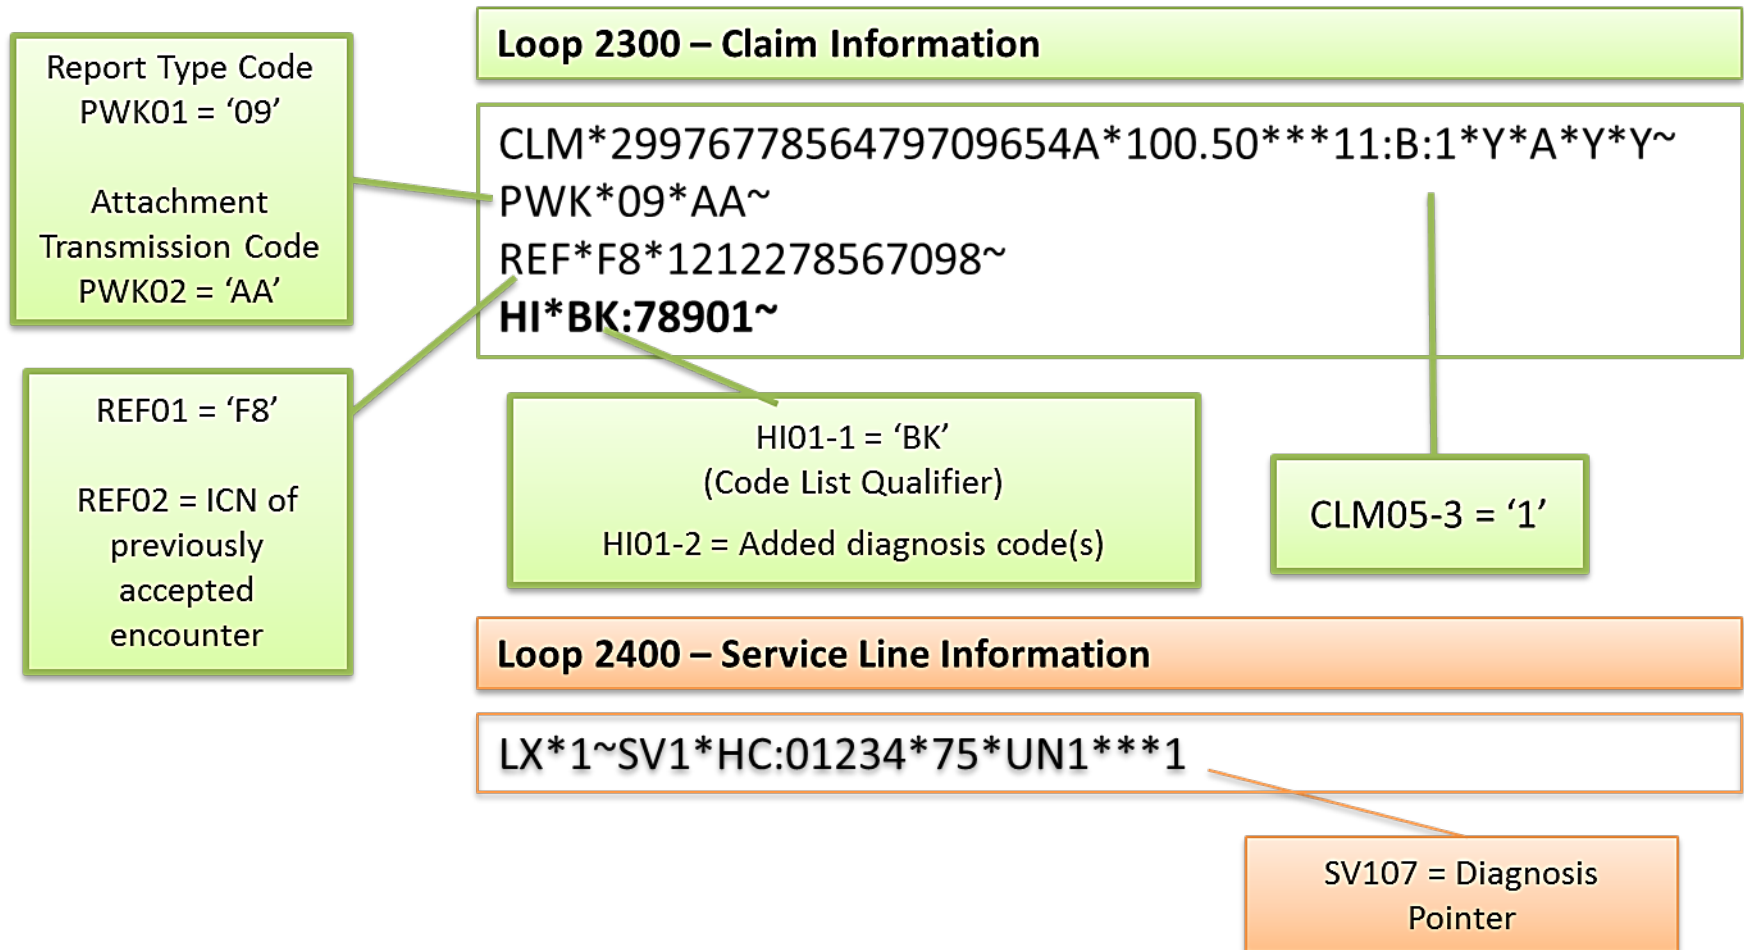 Report Type Code
PWK01 = ‘09’
Attachment
Transmission Code
PWK02 = ‘AA’
REF01 = ‘F8’
REF02 = ICN of
previously
accepted
encounter
Loop 2300 – Claim Information
CLM*2997677856479709654A*100.50***11:B:1*Y*A*Y*Y~
PWK*09*AA~
REF*F8*1212278567098~
HI*BK:78901~
HI01-1 = ‘BK’
(Code List Qualifier)
HI01-2 = Added diagnosis code(s)
CLM05-3 = ‘1’
Loop 2400 – Service Line Information
LX*1~SV1*HC:01234*75*UN1***1
SV107 = Diagnosis
Pointer